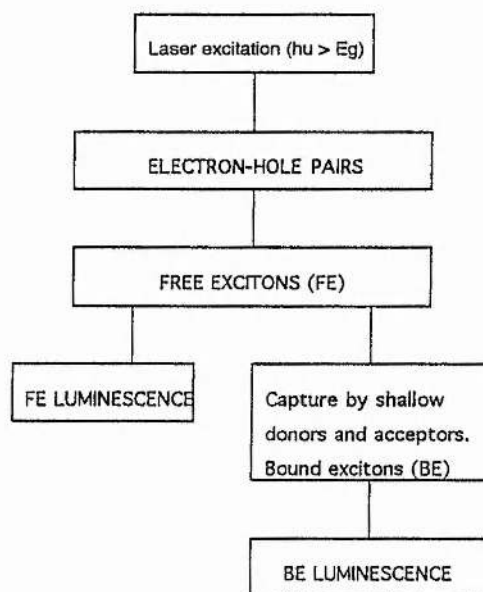 Laser excitation (hu > Eg)
ELECTRON-HOLE PAIRS
FREE EXCITONS (FE)
FE LUMINESCENCE
Capture by shallow
donors and acceptors.
Bound excitons (BE)
BE LUMINESCENCE